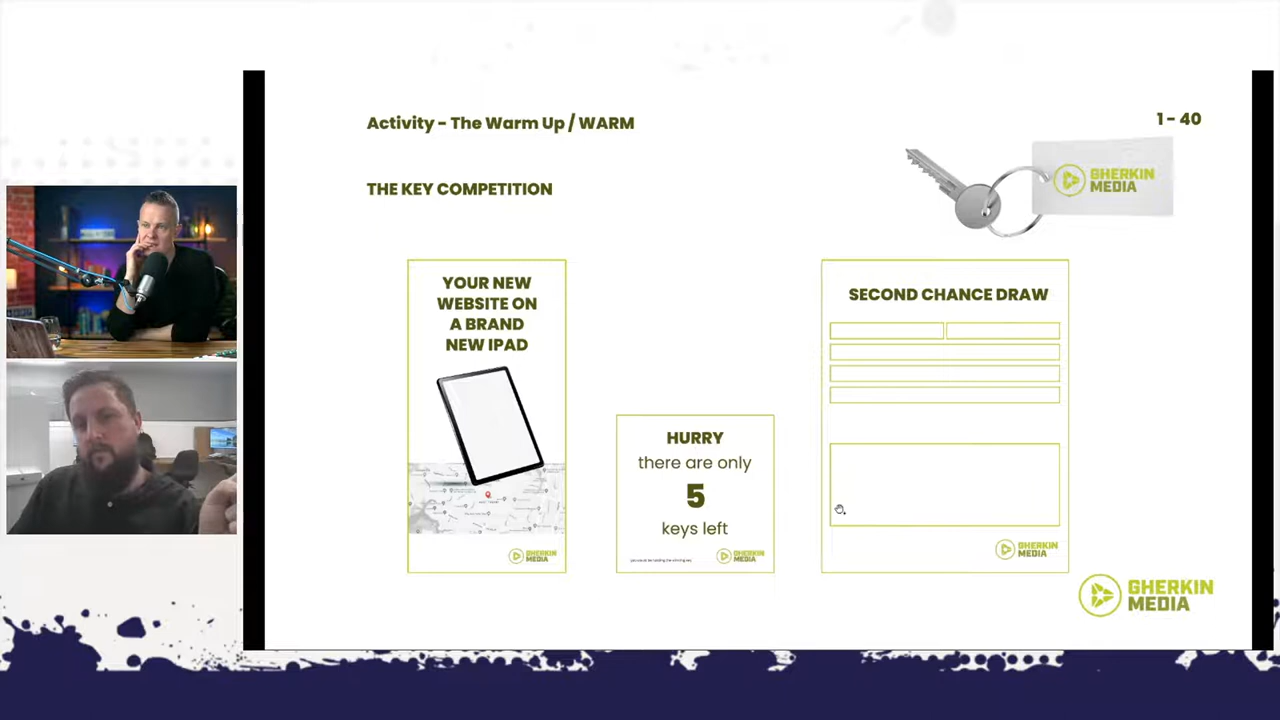 Activity - The Warm Up / WARM
1 - 40
THE KEY COMPETITION
GHERKIN
MEDIA
YOUR NEW
WEBSITE ON
A BRAND
NEW IPAD
GHERKIN
MEDIA
HURRY
there are only
5
keys left
GHERKIN
MEDIA
SECOND CHANCE DRAW
GHERKIN
MEDIA
GHERKIN
MEDIA